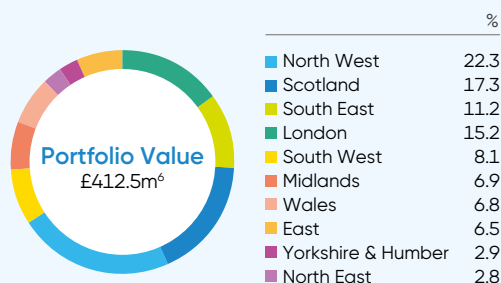 Portfolio Value
£412.5m6
%
North West 22.3
Scotland 17.3
South East 11.2
London 15.2
South West 8.1
Midlands 6.9
Wales 6.8
East 6.5
Yorkshire & Humber 2.9
North East 2.8